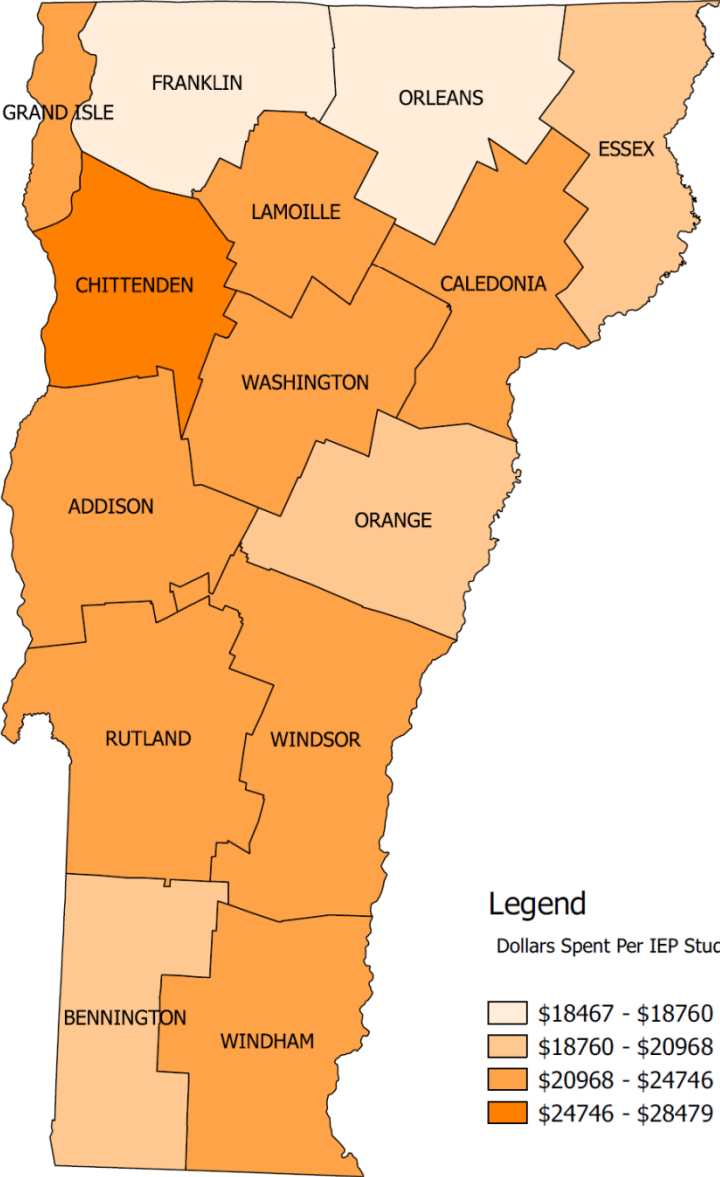 FRANKLIN
ORLEANS
GRAND ISLE
ESSEX
LAMOILLE
CHITTENDEN
CALEDONIA
WASHINGTON
ADDISON
ORANGE
RUTLAND
WINDSOR
Legend
Dollars Spent Per IEP Stud
$18467 - $18760
BENNINGTON
$18760 - $20968
WINDHAM
$20968 - $24746
$24746 - $28479